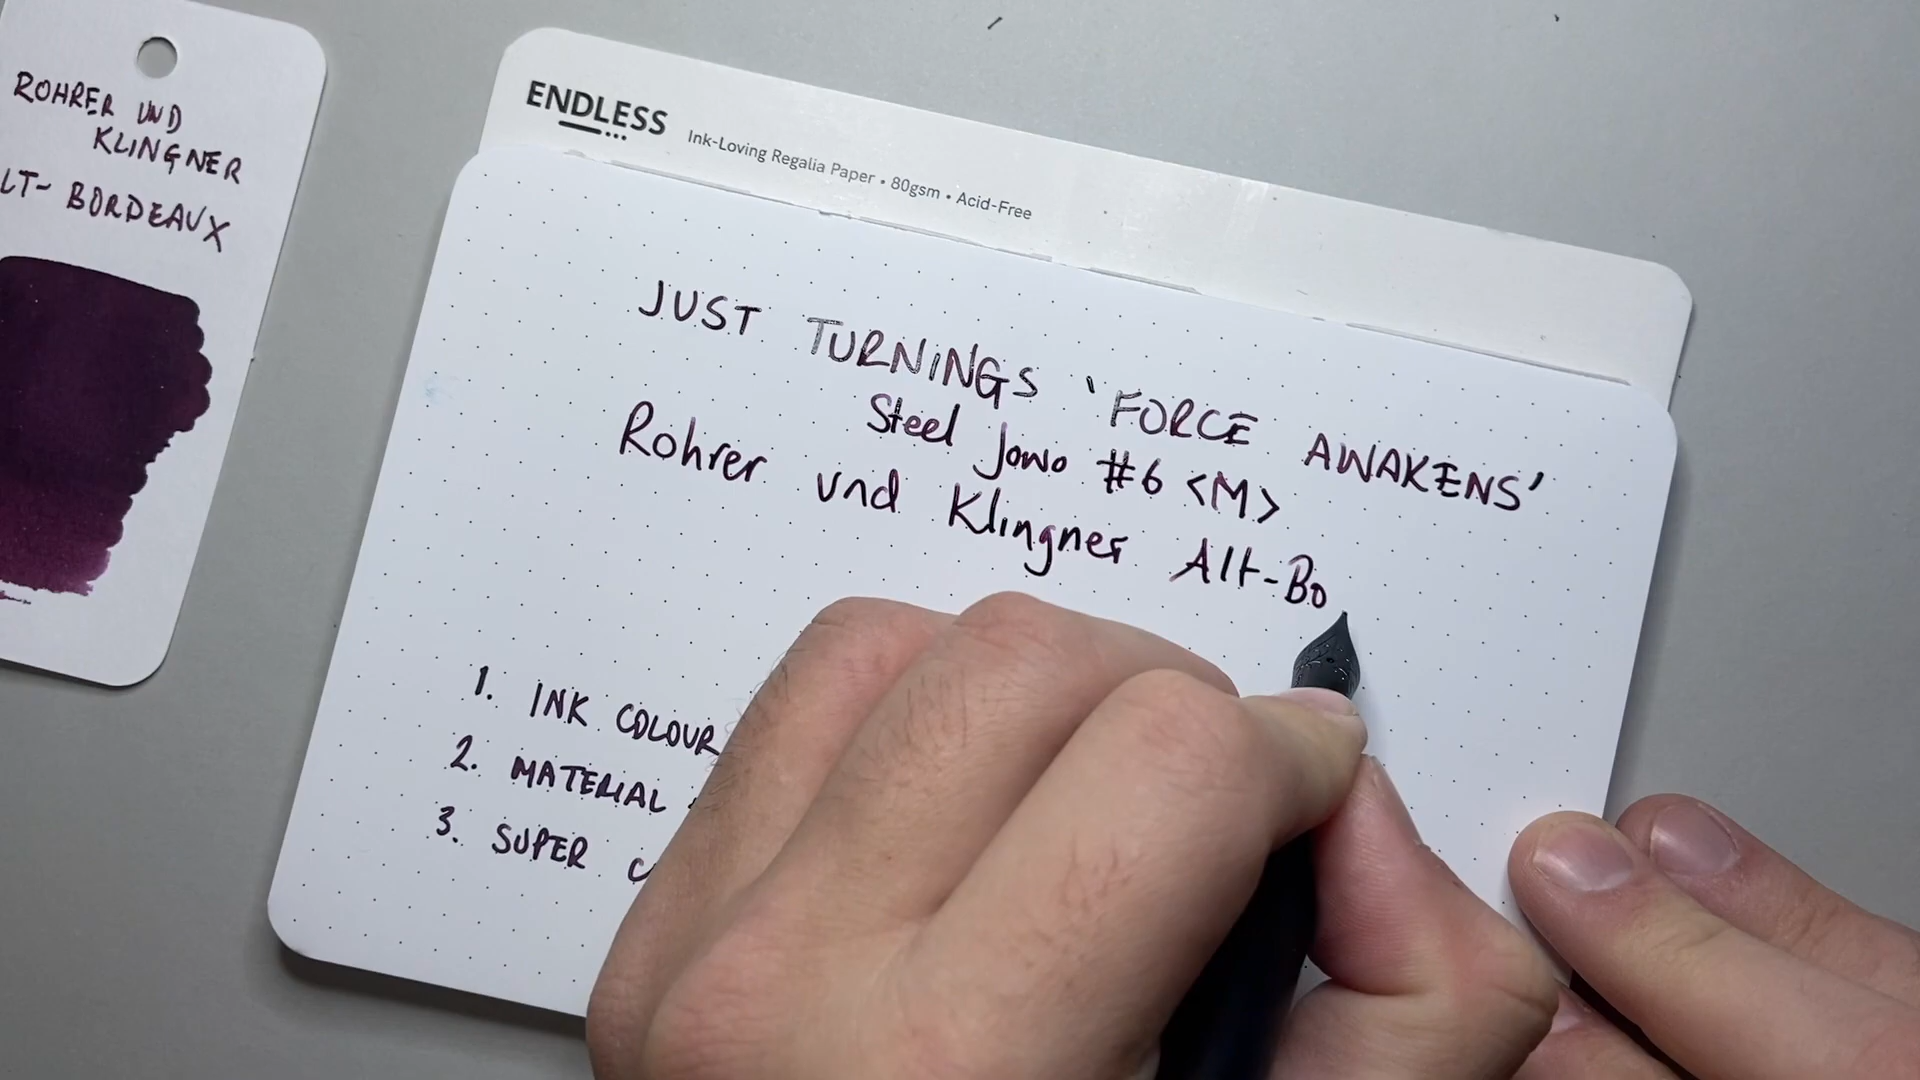 ROHRER UND
KLINGNER
LT-BORDEAUX
ENDLESS
Ink-Loving Regalia Paper • 80gsm • Acid-Free
JUST TURNINGS 'FORCE AWAKENS'
Steel Jowo #6 <M>
Rohrer und Klingner Alt-Bo
1. INK COLOUR
2. MATERIAL
3. SUPER C